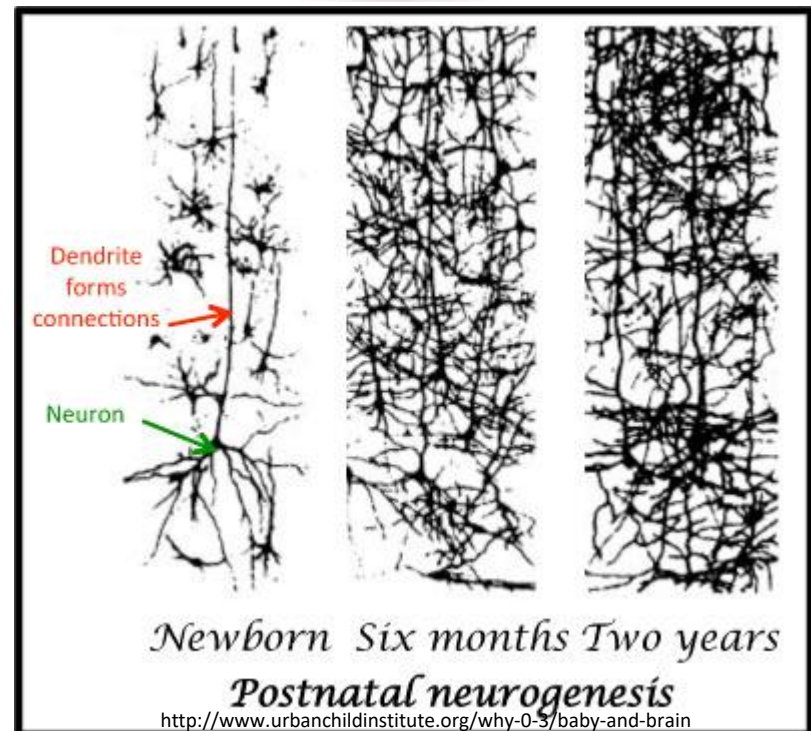 Dendrite
forms
connections
Neuron
Newborn Six months Two years
Postnatal neurogenesis
http://www.urbanchildinstitute.org/why-0-3/baby-and-brain